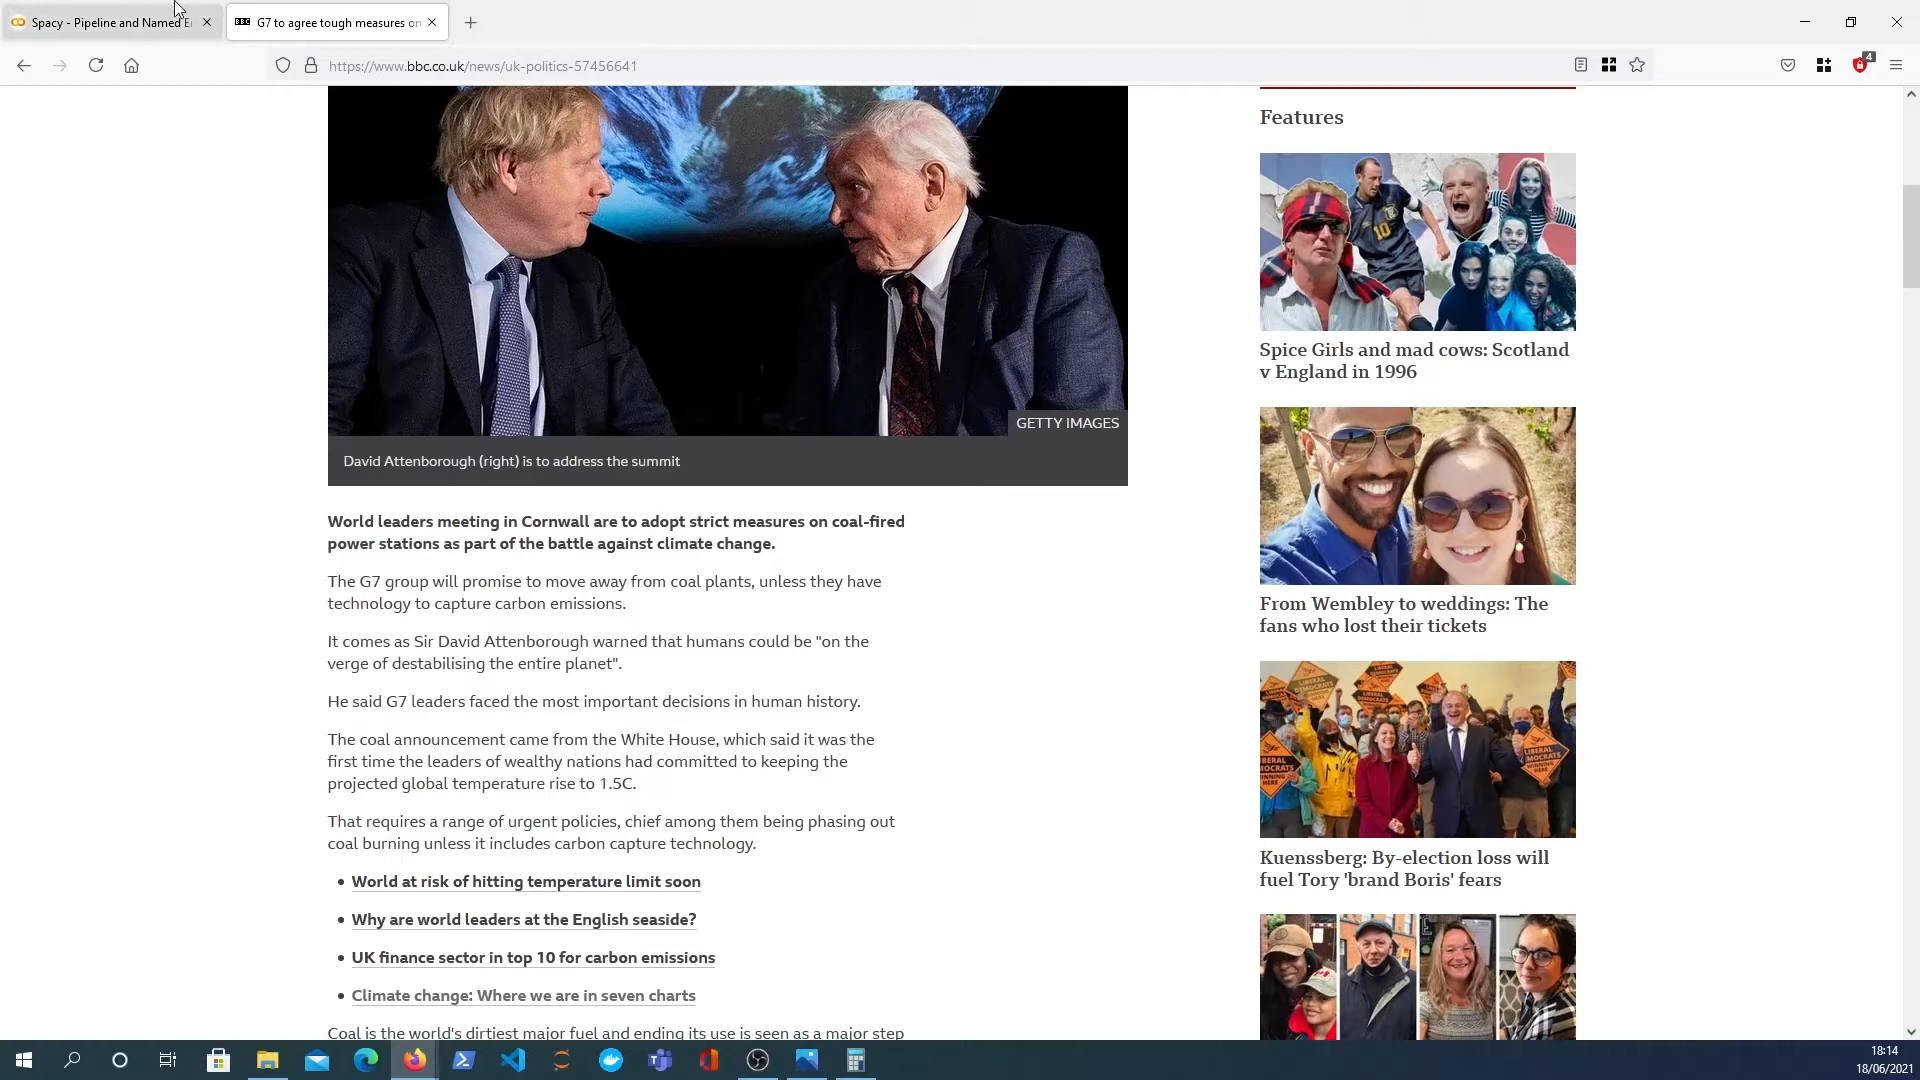 Spacy - Pipeline and Named E
G7 to agree tough measures on
https://www.bbc.co.uk/news/uk-politics-57456641
4
GETTY IMAGES
David Attenborough (right) is to address the summit
World leaders meeting in Cornwall are to adopt strict measures on coal-fired
power stations as part of the battle against climate change.
The G7 group will promise to move away from coal plants, unless they have
technology to capture carbon emissions.
It comes as Sir David Attenborough warned that humans could be "on the
verge of destabilising the entire planet".
He said G7 leaders faced the most important decisions in human history.
The coal announcement came from the White House, which said it was the
first time the leaders of wealthy nations had committed to keeping the
projected global temperature rise to 1.5C.
That requires a range of urgent policies, chief among them being phasing out
coal burning unless it includes carbon capture technology.
World at risk of hitting temperature limit soon
Why are world leaders at the English seaside?
UK finance sector in top 10 for carbon emissions
Climate change: Where we are in seven charts
Coal is the world's dirtiest major fuel and ending its use is seen as a major step
Features
10
Spice Girls and mad cows: Scotland
v England in 1996
From Wembley to weddings: The
fans who lost their tickets
LIBERAL
DEMOCRATS
WINNING
HERE
Kuenssberg: By-election loss will
fuel Tory 'brand Boris' fears
18:14
18/06/2021